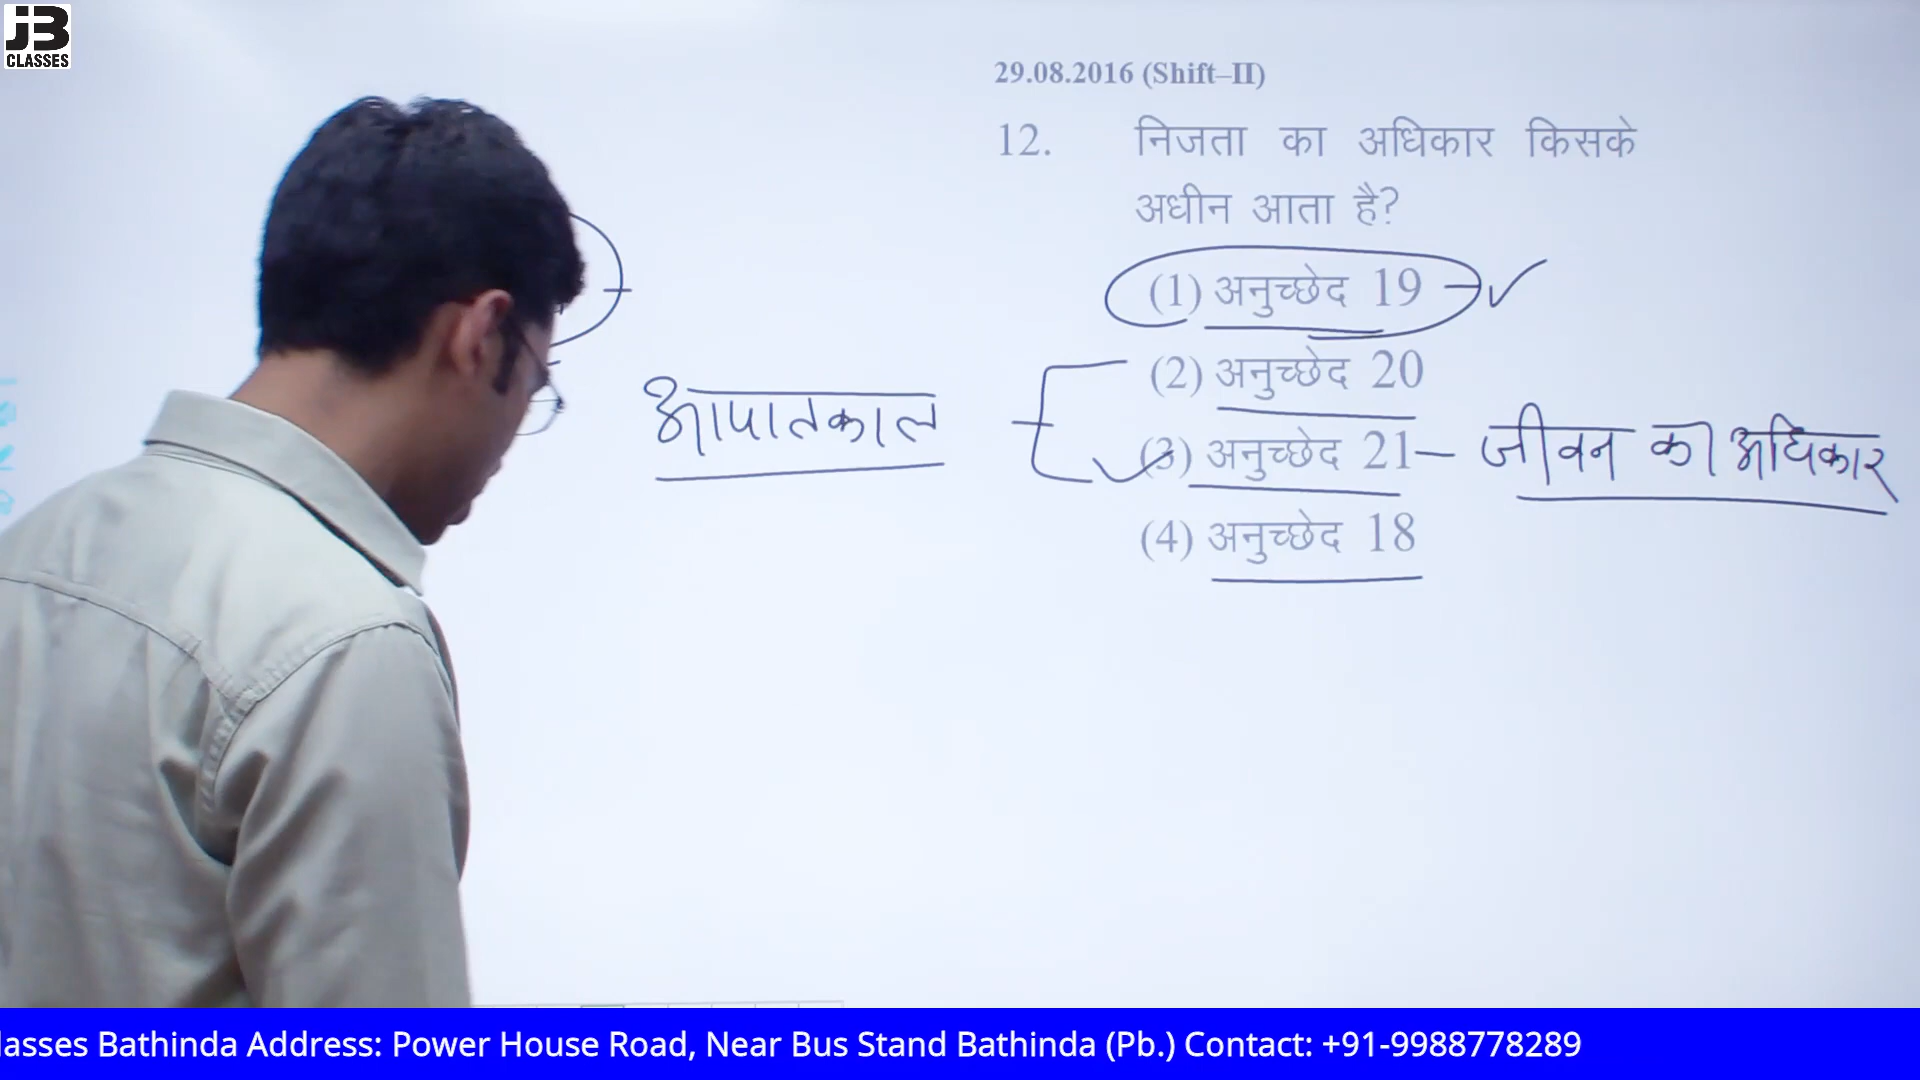 JB
CLASSES
29.08.2016 (Shift–II)
12. निजता का अधिकार किसके
अधीन आता है?
(1) अनुच्छेद 19
(2) अनुच्छेद 20
आपातकाल
(3) अनुच्छेद 21 – जीवन का अधिकार
(4) अनुच्छेद 18
lasses Bathinda Address: Power House Road, Near Bus Stand Bathinda (Pb.) Contact: +91-9988778289